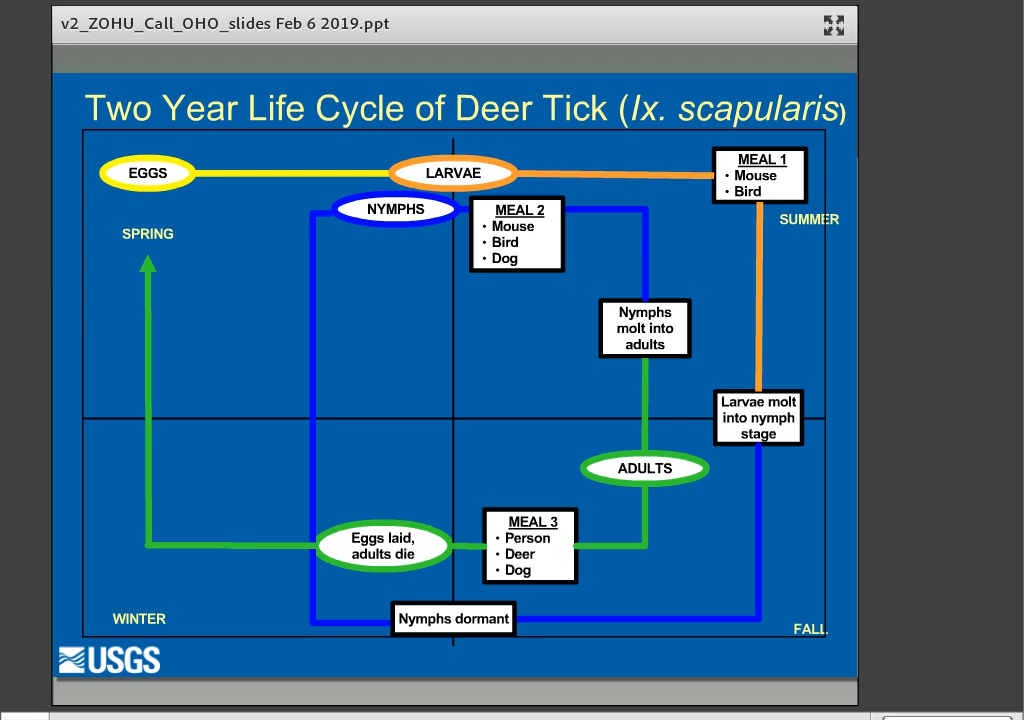 v2_ZOHU_Call_OHO_slides Feb 6 2019.ppt
Two Year Life Cycle of Deer Tick (Ix. scapularis)
EGGS
LARVAE
MEAL 1
• Mouse
• Bird
NYMPHS
MEAL 2
• Mouse
• Bird
• Dog
SUMMER
SPRING
Nymphs
molt into
adults
Larvae molt
into nymph
stage
ADULTS
MEAL 3
• Person
• Deer
• Dog
Eggs laid,
adults die
Nymphs dormant
WINTER
FALL
USGS